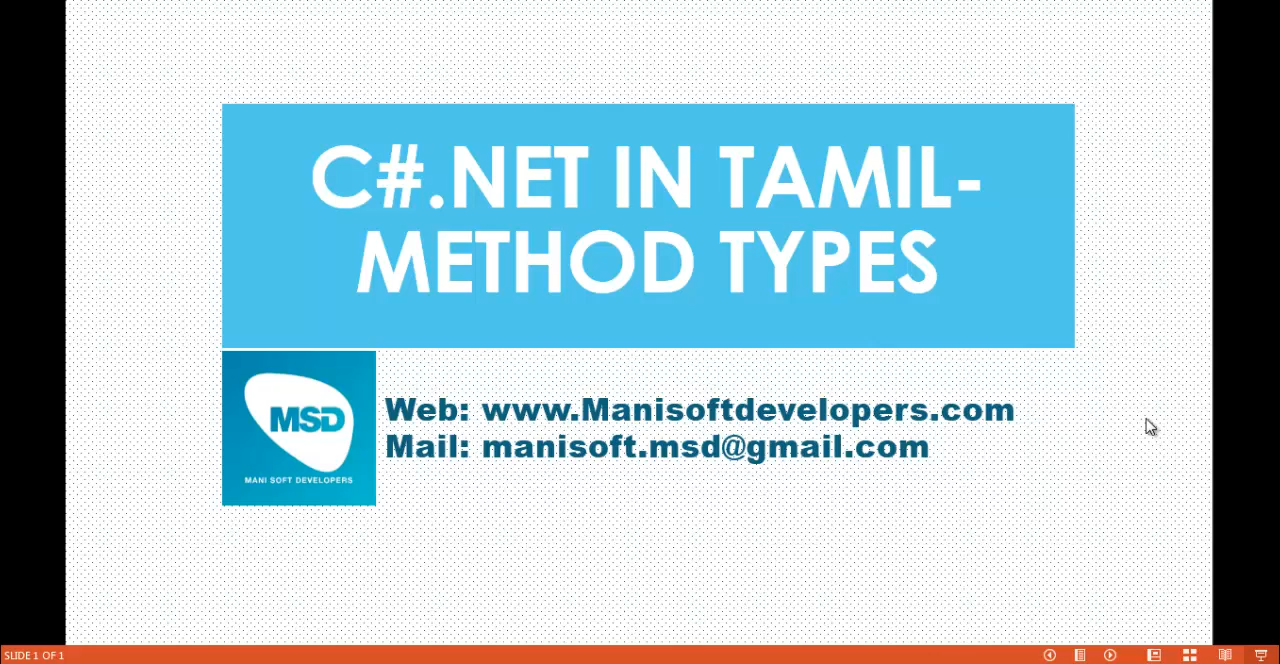 C#.NET IN TAMIL-
METHOD TYPES
MSD
MANI SOFT DEVELOPERS
Web: www.Manisoftdevelopers.com
Mail: manisoft.msd@gmail.com
SLIDE 1 OF 1